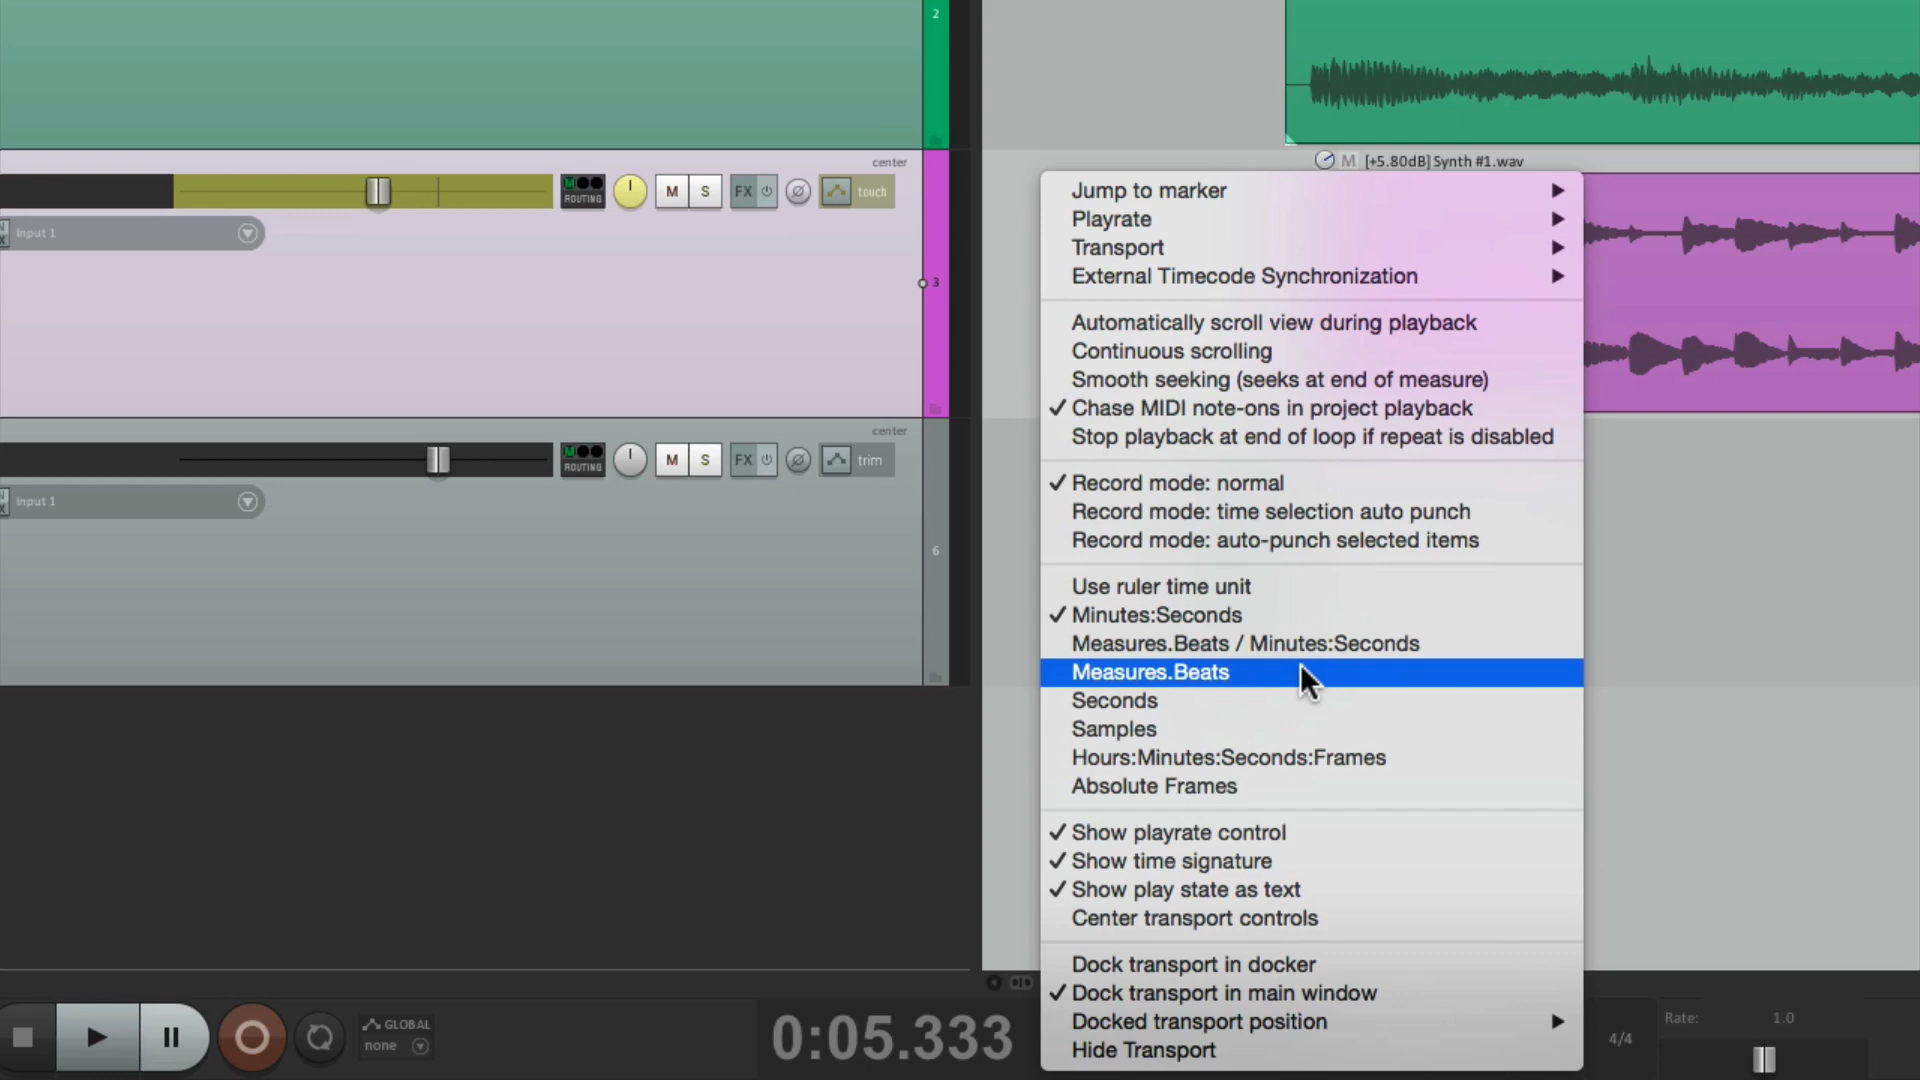 2
center
[+5.80dB] Synth #1.wav
M
ROUTING
M
S
FX
touch
Input 1
3
center
M
ROUTING
M
S
FX
trim
Input 1
6
Jump to marker
Playrate
Transport
External Timecode Synchronization
Automatically scroll view during playback
Continuous scrolling
Smooth seeking (seeks at end of measure)
✓ Chase MIDI note-ons in project playback
Stop playback at end of loop if repeat is disabled
✓ Record mode: normal
Record mode: time selection auto punch
Record mode: auto-punch selected items
Use ruler time unit
✓ Minutes:Seconds
Measures.Beats / Minutes:Seconds
Measures.Beats
Seconds
Samples
Hours:Minutes:Seconds:Frames
Absolute Frames
✓ Show playrate control
✓ Show time signature
✓ Show play state as text
Center transport controls
Dock transport in docker
✓ Dock transport in main window
Docked transport position
Hide Transport
GLOBAL
none
0:05.333
4/4
Rate:
1.0